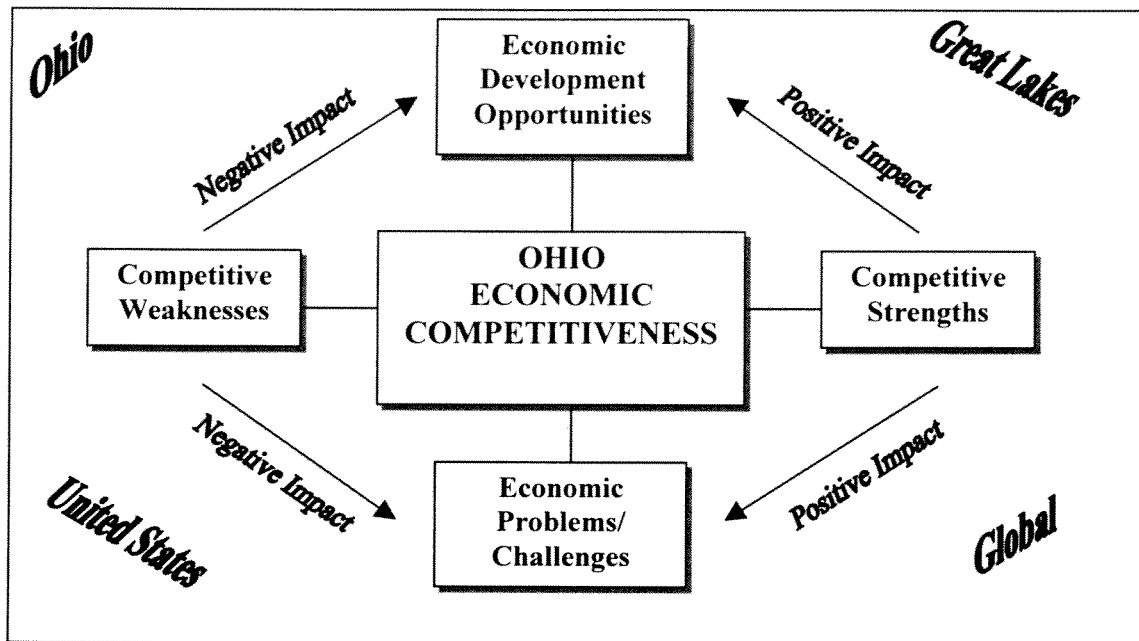 Ohio
Economic
Development
Opportunities
Great Lakes
Negative Impact
Positive Impact
Competitive
Weaknesses
OHIO
ECONOMIC
COMPETITIVENESS
Competitive
Strengths
Negative Impact
Positive Impact
United States
Economic
Problems/
Challenges
Global